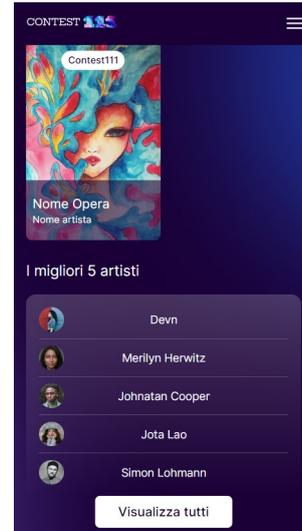 CONTEST 111
Contest111
Nome Opera
Nome artista
I migliori 5 artisti
Devn
Merilyn Herwitz
Johnatan Cooper
Jota Lao
Simon Lohmann
Visualizza tutti